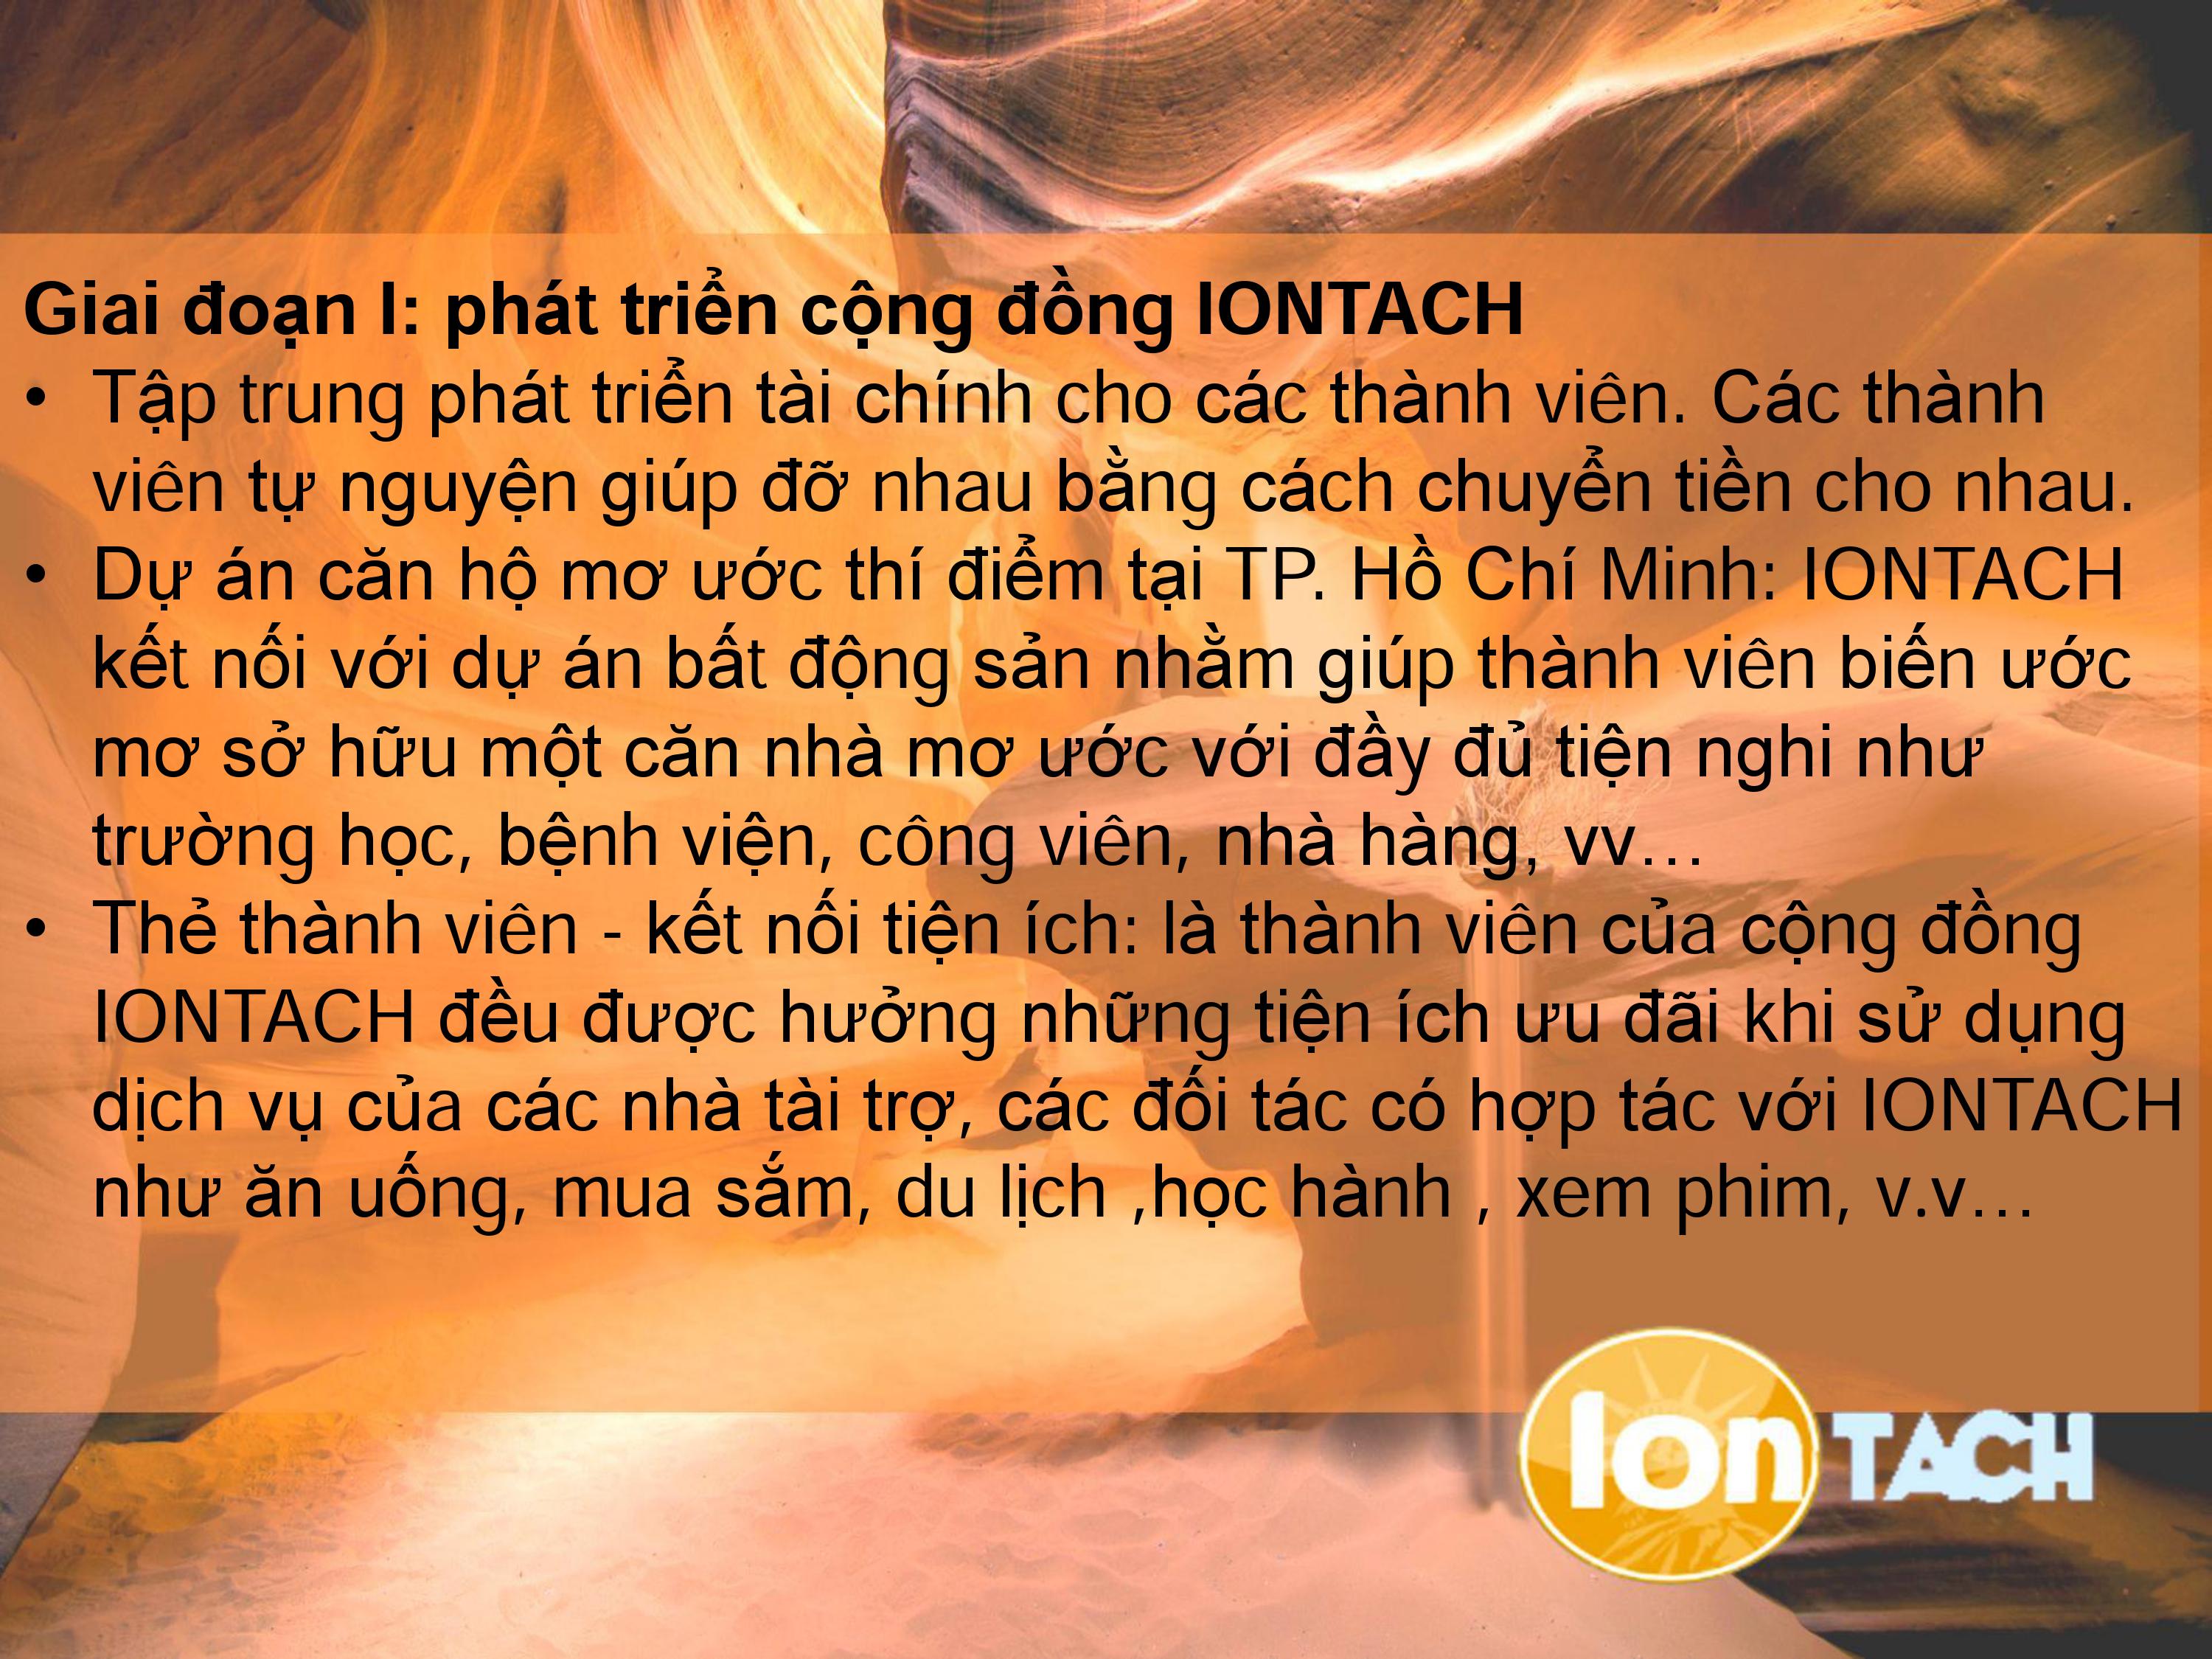 Giai đoạn I: phát triển cộng đồng IONTACH
• Tập trung phát triển tài chính cho các thành viên. Các thành
viên tự nguyện giúp đỡ nhau bằng cách chuyển tiền cho nhau.
• Dự án căn hộ mơ ước thí điểm tại TP. Hồ Chí Minh: IONTACH
kết nối với dự án bất động sản nhằm giúp thành viên biến ước
mơ sở hữu một căn nhà mơ ước với đầy đủ tiện nghi như
trường học, bệnh viện, công viên, nhà hàng, vv…
• Thẻ thành viên - kết nối tiện ích: là thành viên của cộng đồng
IONTACH đều được hưởng những tiện ích ưu đãi khi sử dụng
dịch vụ của các nhà tài trợ, các đối tác có hợp tác với IONTACH
như ăn uống, mua sắm, du lịch ,học hành , xem phim, v.v…
Ion TACH